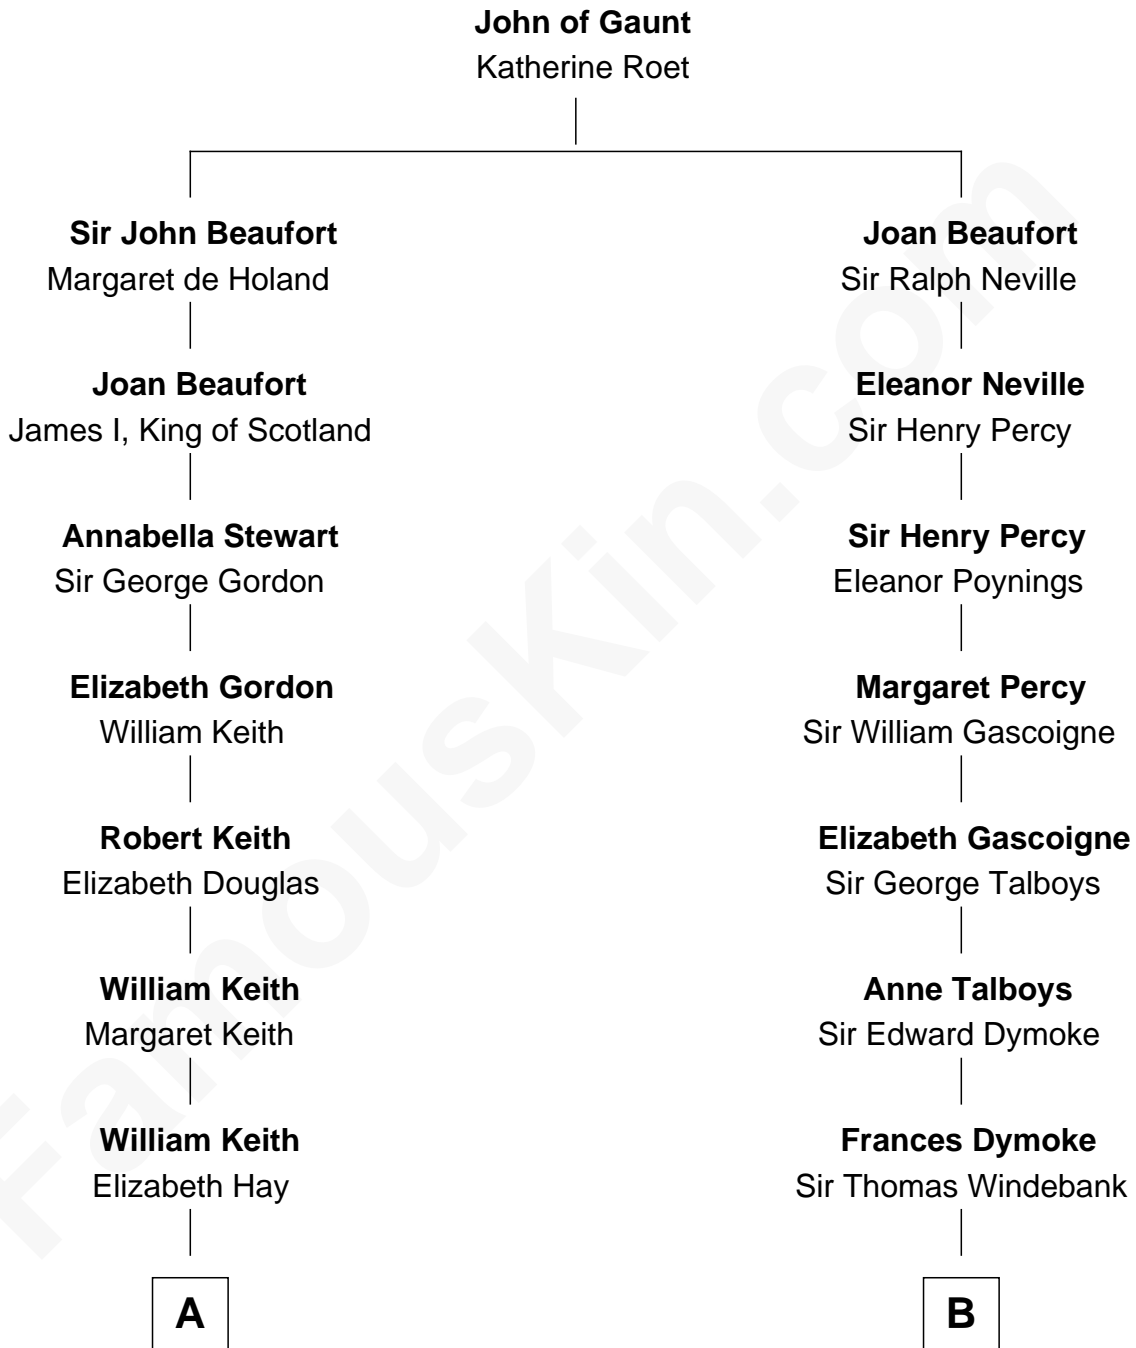 John of Gaunt
Katherine Roet
Sir John Beaufort
Margaret de Holand
Joan Beaufort
James I, King of Scotland
Annabella Stewart
Sir George Gordon
Elizabeth Gordon
William Keith
Robert Keith
Elizabeth Douglas
William Keith
Margaret Keith
William Keith
Elizabeth Hay
A
Joan Beaufort
Sir Ralph Neville
Eleanor Neville
Sir Henry Percy
Sir Henry Percy
Eleanor Poynings
Margaret Percy
Sir William Gascoigne
Elizabeth Gascoigne
Sir George Talboys
Anne Talboys
Sir Edward Dymoke
Frances Dymoke
Sir Thomas Windebank
B
FamousKin.com